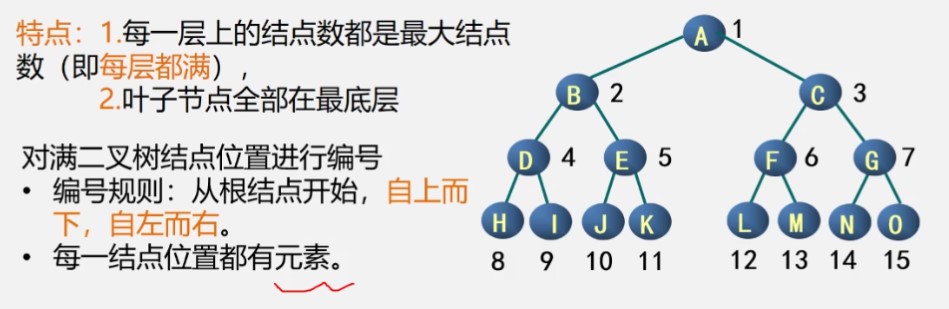 特点：1.每一层上的结点数都是最大结点
数（即每层都满），
2.叶子节点全部在最底层
对满二叉树结点位置进行编号
• 编号规则：从根结点开始，自上而
下，自左而右。
• 每一结点位置都有元素。
A 1
B 2 C 3
D 4 E 5 F 6 G 7
H I J K L M N O
8 9 10 11 12 13 14 15